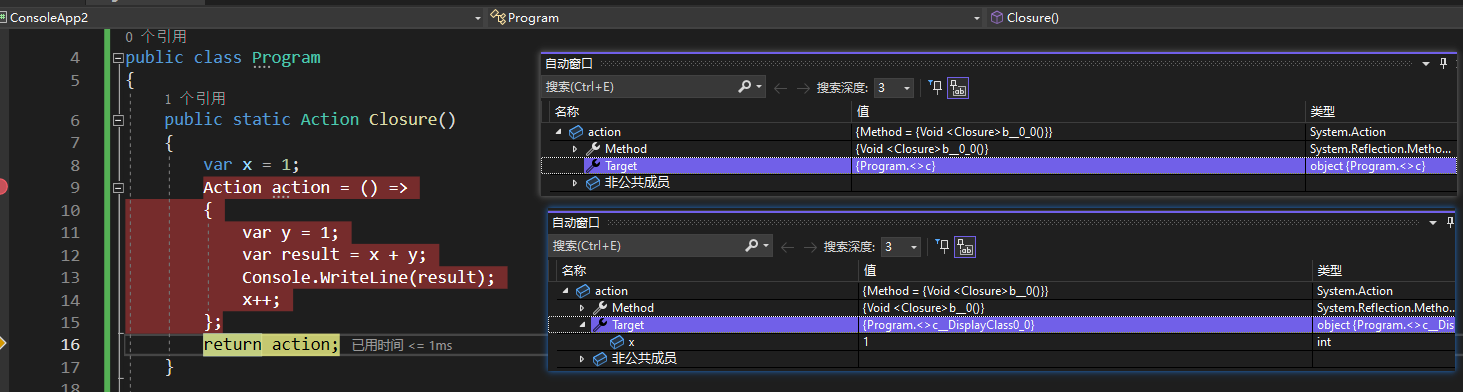 ConsoleApp2 Program Closure()
0 个引用
4 public class Program
5 {
1 个引用
6 public static Action Closure()
7 {
8 var x = 1;
9 Action action = () =>
10 {
11 var y = 1;
12 var result = x + y;
13 Console.WriteLine(result);
14 x++;
15 };
16 return action; 已用时间 <= 1ms
17 }
18
自动窗口
搜索(Ctrl+E) 搜索深度: 3
名称 值 类型
action {Method = {Void <Closure>b__0_0()}} System.Action
Method {Void <Closure>b__0_0()} System.Reflection.Metho...
Target {Program.<>c} object {Program.<>c}
非公共成员
自动窗口
搜索(Ctrl+E) 搜索深度: 3
名称 值 类型
action {Method = {Void <Closure>b__0()}} System.Action
Method {Void <Closure>b__0()} System.Reflection.Metho...
Target {Program.<>c__DisplayClass0_0} object {Program.<>c__Dis
x 1 int
非公共成员